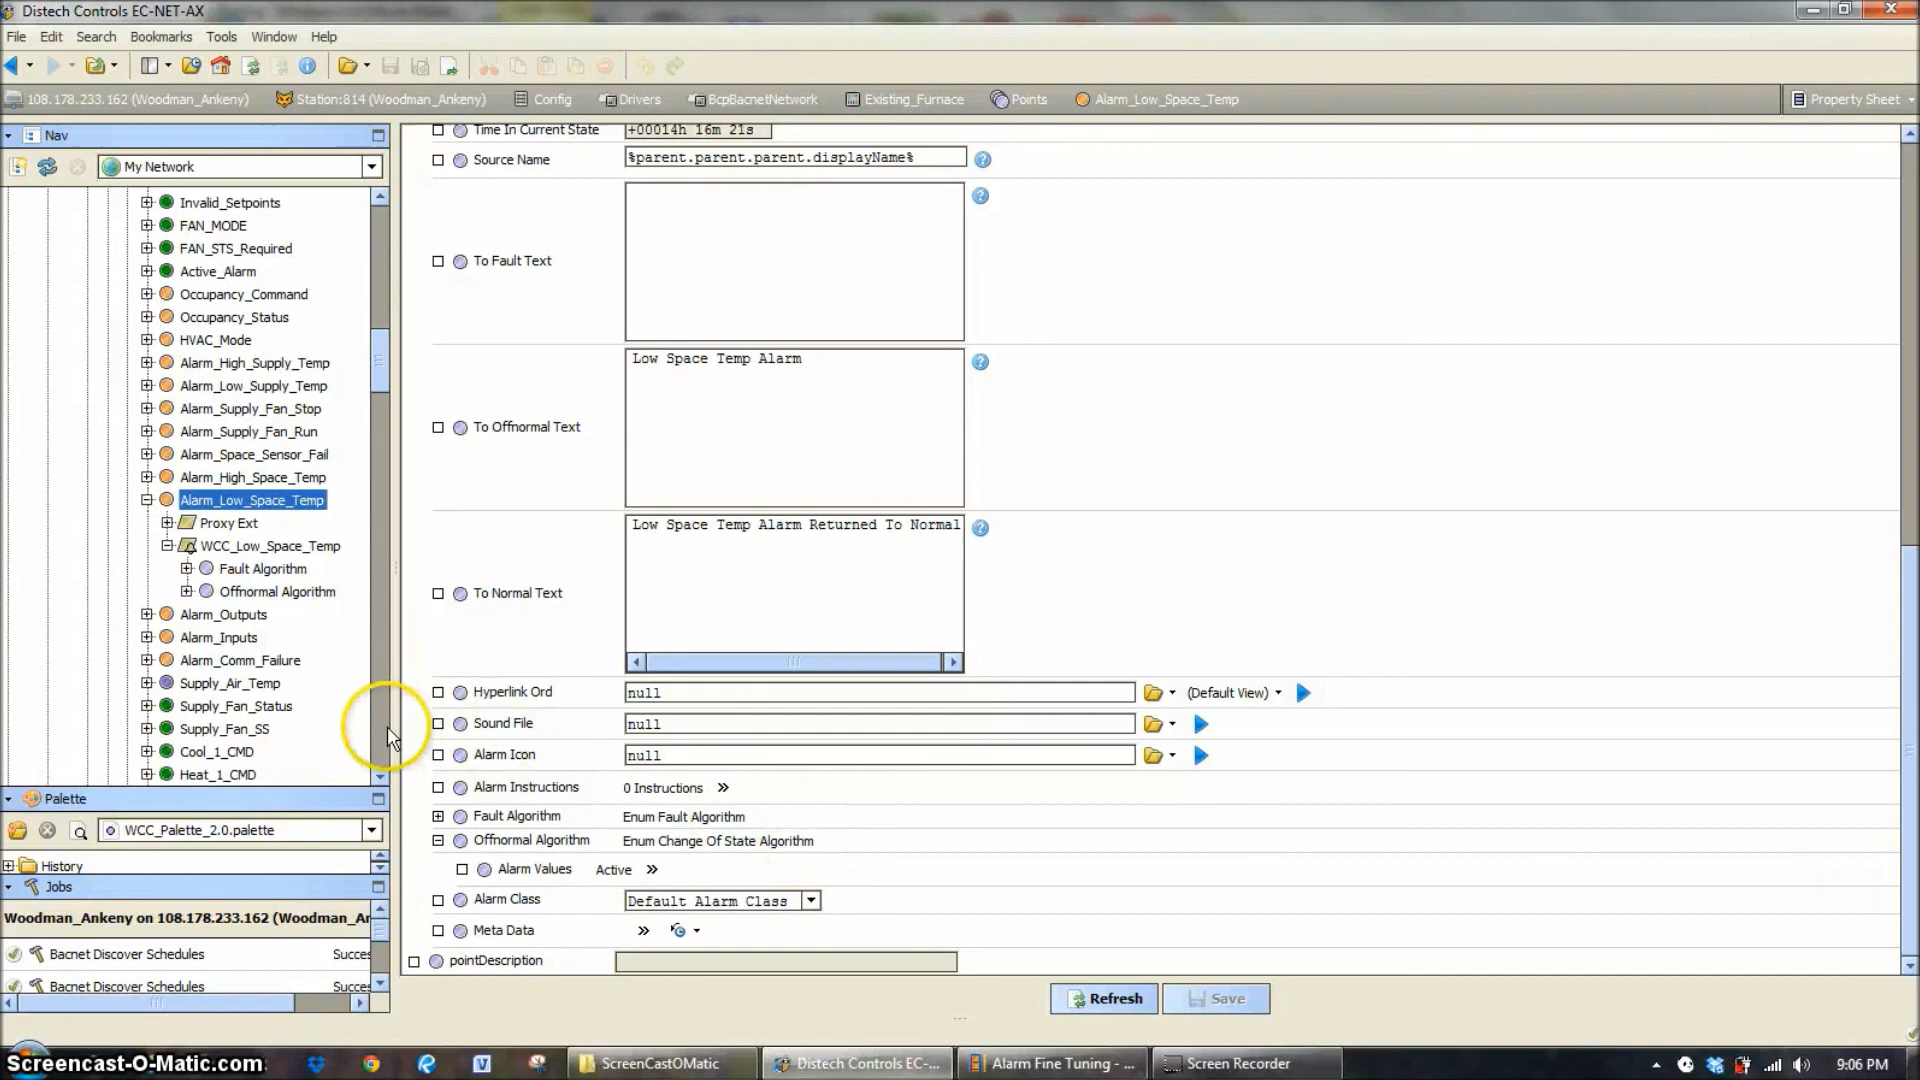 Distech Controls EC-NET-AX
File Edit Search Bookmarks Tools Window Help
108.178.233.162 (Woodman_Ankeny) Station:814 (Woodman_Ankeny) Config Drivers BcpBacnetNetwork Existing_Furnace Points Alarm_Low_Space_Temp Property Sheet
Nav
My Network
Invalid_Setpoints
FAN_MODE
FAN_STS_Required
Active_Alarm
Occupancy_Command
Occupancy_Status
HVAC_Mode
Alarm_High_Supply_Temp
Alarm_Low_Supply_Temp
Alarm_Supply_Fan_Stop
Alarm_Supply_Fan_Run
Alarm_Space_Sensor_Fail
Alarm_High_Space_Temp
Alarm_Low_Space_Temp
Proxy Ext
WCC_Low_Space_Temp
Fault Algorithm
Offnormal Algorithm
Alarm_Outputs
Alarm_Inputs
Alarm_Comm_Failure
Supply_Air_Temp
Supply_Fan_Status
Supply_Fan_SS
Cool_1_CMD
Heat_1_CMD
Palette
WCC_Palette_2.0.palette
History
Jobs
Woodman_Ankeny on 108.178.233.162 (Woodman_Ar
Bacnet Discover Schedules Succes
Bacnet Discover Schedules Succes
Time In Current State +00014h 16m 21s
Source Name %parent.parent.parent.displayName%
To Fault Text
Low Space Temp Alarm
To Offnormal Text
Low Space Temp Alarm Returned To Normal
To Normal Text
Hyperlink Ord null (Default View)
Sound File null
Alarm Icon null
Alarm Instructions 0 Instructions »
Fault Algorithm Enum Fault Algorithm
Offnormal Algorithm Enum Change Of State Algorithm
Alarm Values Active »
Alarm Class Default Alarm Class
Meta Data »
pointDescription
Refresh Save
Screencast-O-Matic.com ScreenCastOMatic Distech Controls EC-... Alarm Fine Tuning - ... Screen Recorder 9:06 PM